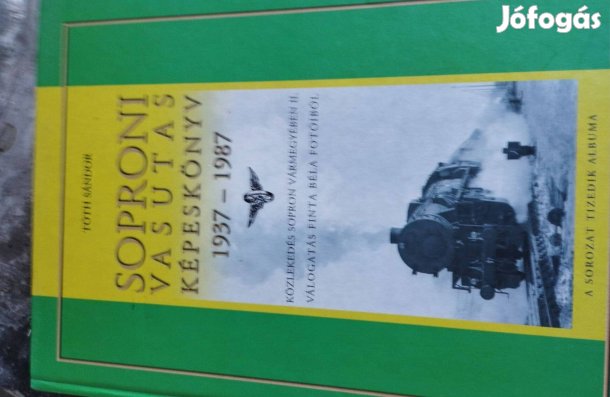 Jófogás
TÓTH SÁNDOR
SOPRONI
VASUTAS
KÉPESKÖNYV
1937 – 1987
KÖZLEKEDÉS SOPRON VÁRMEGYÉBEN II.
VÁLOGATÁS FINTA BÉLA FOTÓIBÓL
A SOROZAT TIZEDIK ALBUMA